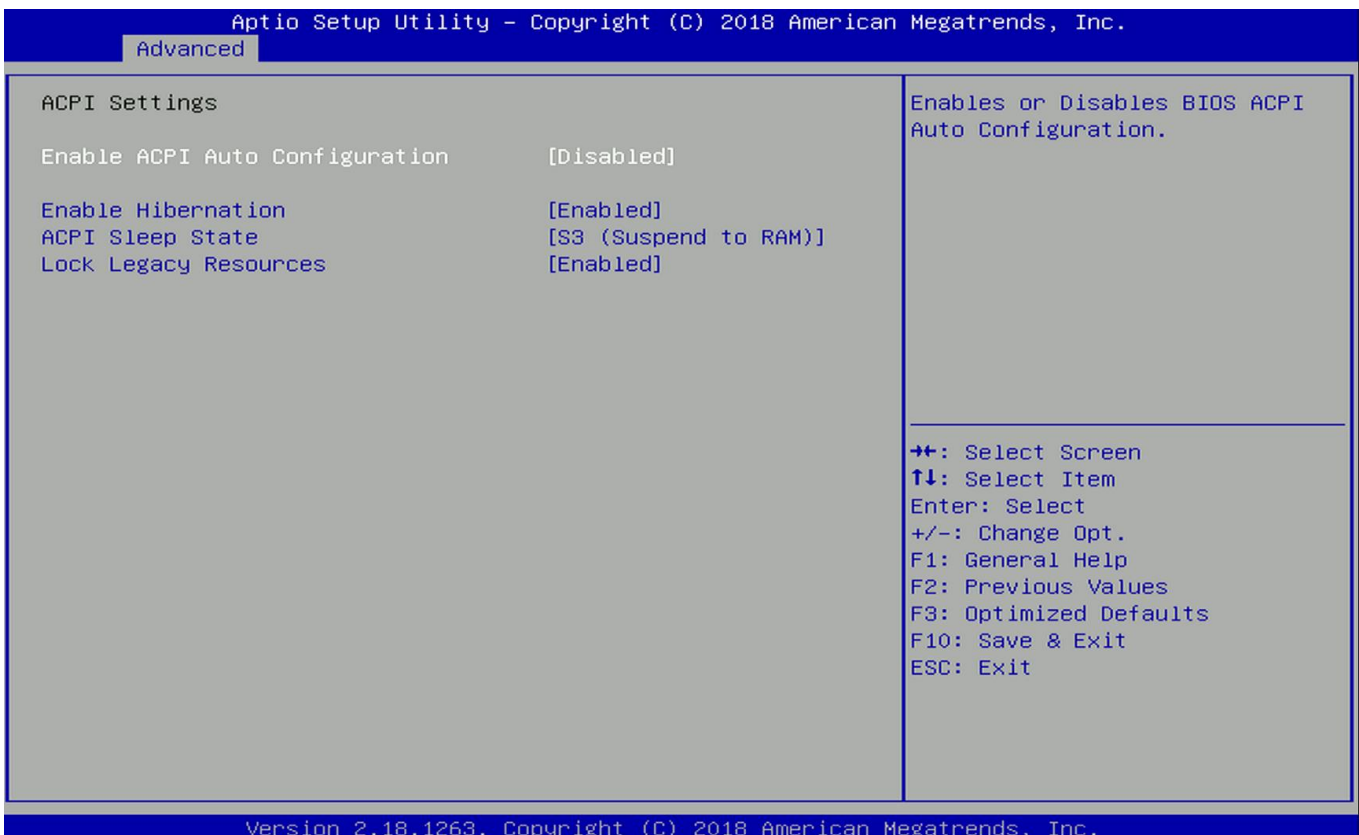 Aptio Setup Utility – Copyright (C) 2018 American Megatrends, Inc.
Advanced
ACPI Settings
Enable ACPI Auto Configuration [Disabled]
Enable Hibernation [Enabled]
ACPI Sleep State [S3 (Suspend to RAM)]
Lock Legacy Resources [Enabled]
Enables or Disables BIOS ACPI
Auto Configuration.
→←: Select Screen
↑↓: Select Item
Enter: Select
+/-: Change Opt.
F1: General Help
F2: Previous Values
F3: Optimized Defaults
F10: Save & Exit
ESC: Exit
Version 2.18.1263. Copyright (C) 2018 American Megatrends, Inc.